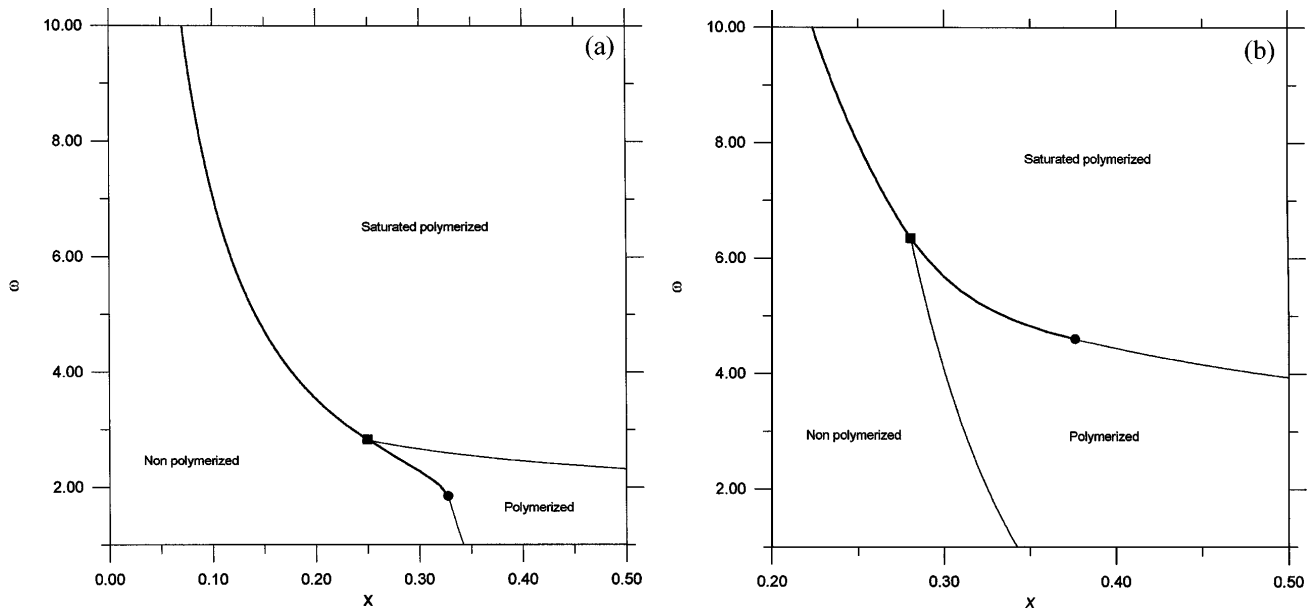 10.00
(a)
8.00
Saturated polymerized
6.00
ω
4.00
Non polymerized
2.00
Polymerized
0.00 0.10 0.20 0.30 0.40 0.50
x
10.00
(b)
8.00
Saturated polymerized
6.00
ω
4.00
Non polymerized
Polymerized
2.00
0.20 0.30 0.40 0.50
x